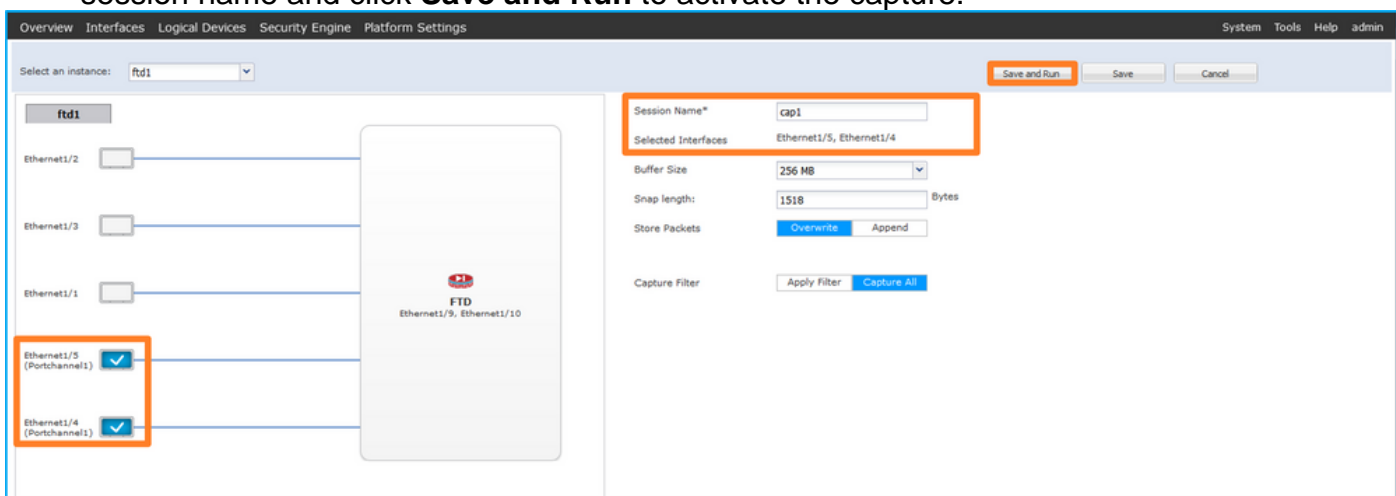 session name and click Save and Run to activate the capture.
Overview Interfaces Logical Devices Security Engine Platform Settings System Tools Help admin
Select an instance: ftd1 Save and Run Save Cancel
ftd1
Ethernet1/2
Ethernet1/3
Ethernet1/1
Ethernet1/5
(Portchannel1)
Ethernet1/4
(Portchannel1)
FTD
Ethernet1/9, Ethernet1/10
Session Name* cap1
Selected Interfaces Ethernet1/5, Ethernet1/4
Buffer Size 256 MB
Snap length: 1518 Bytes
Store Packets Overwrite Append
Capture Filter Apply Filter Capture All